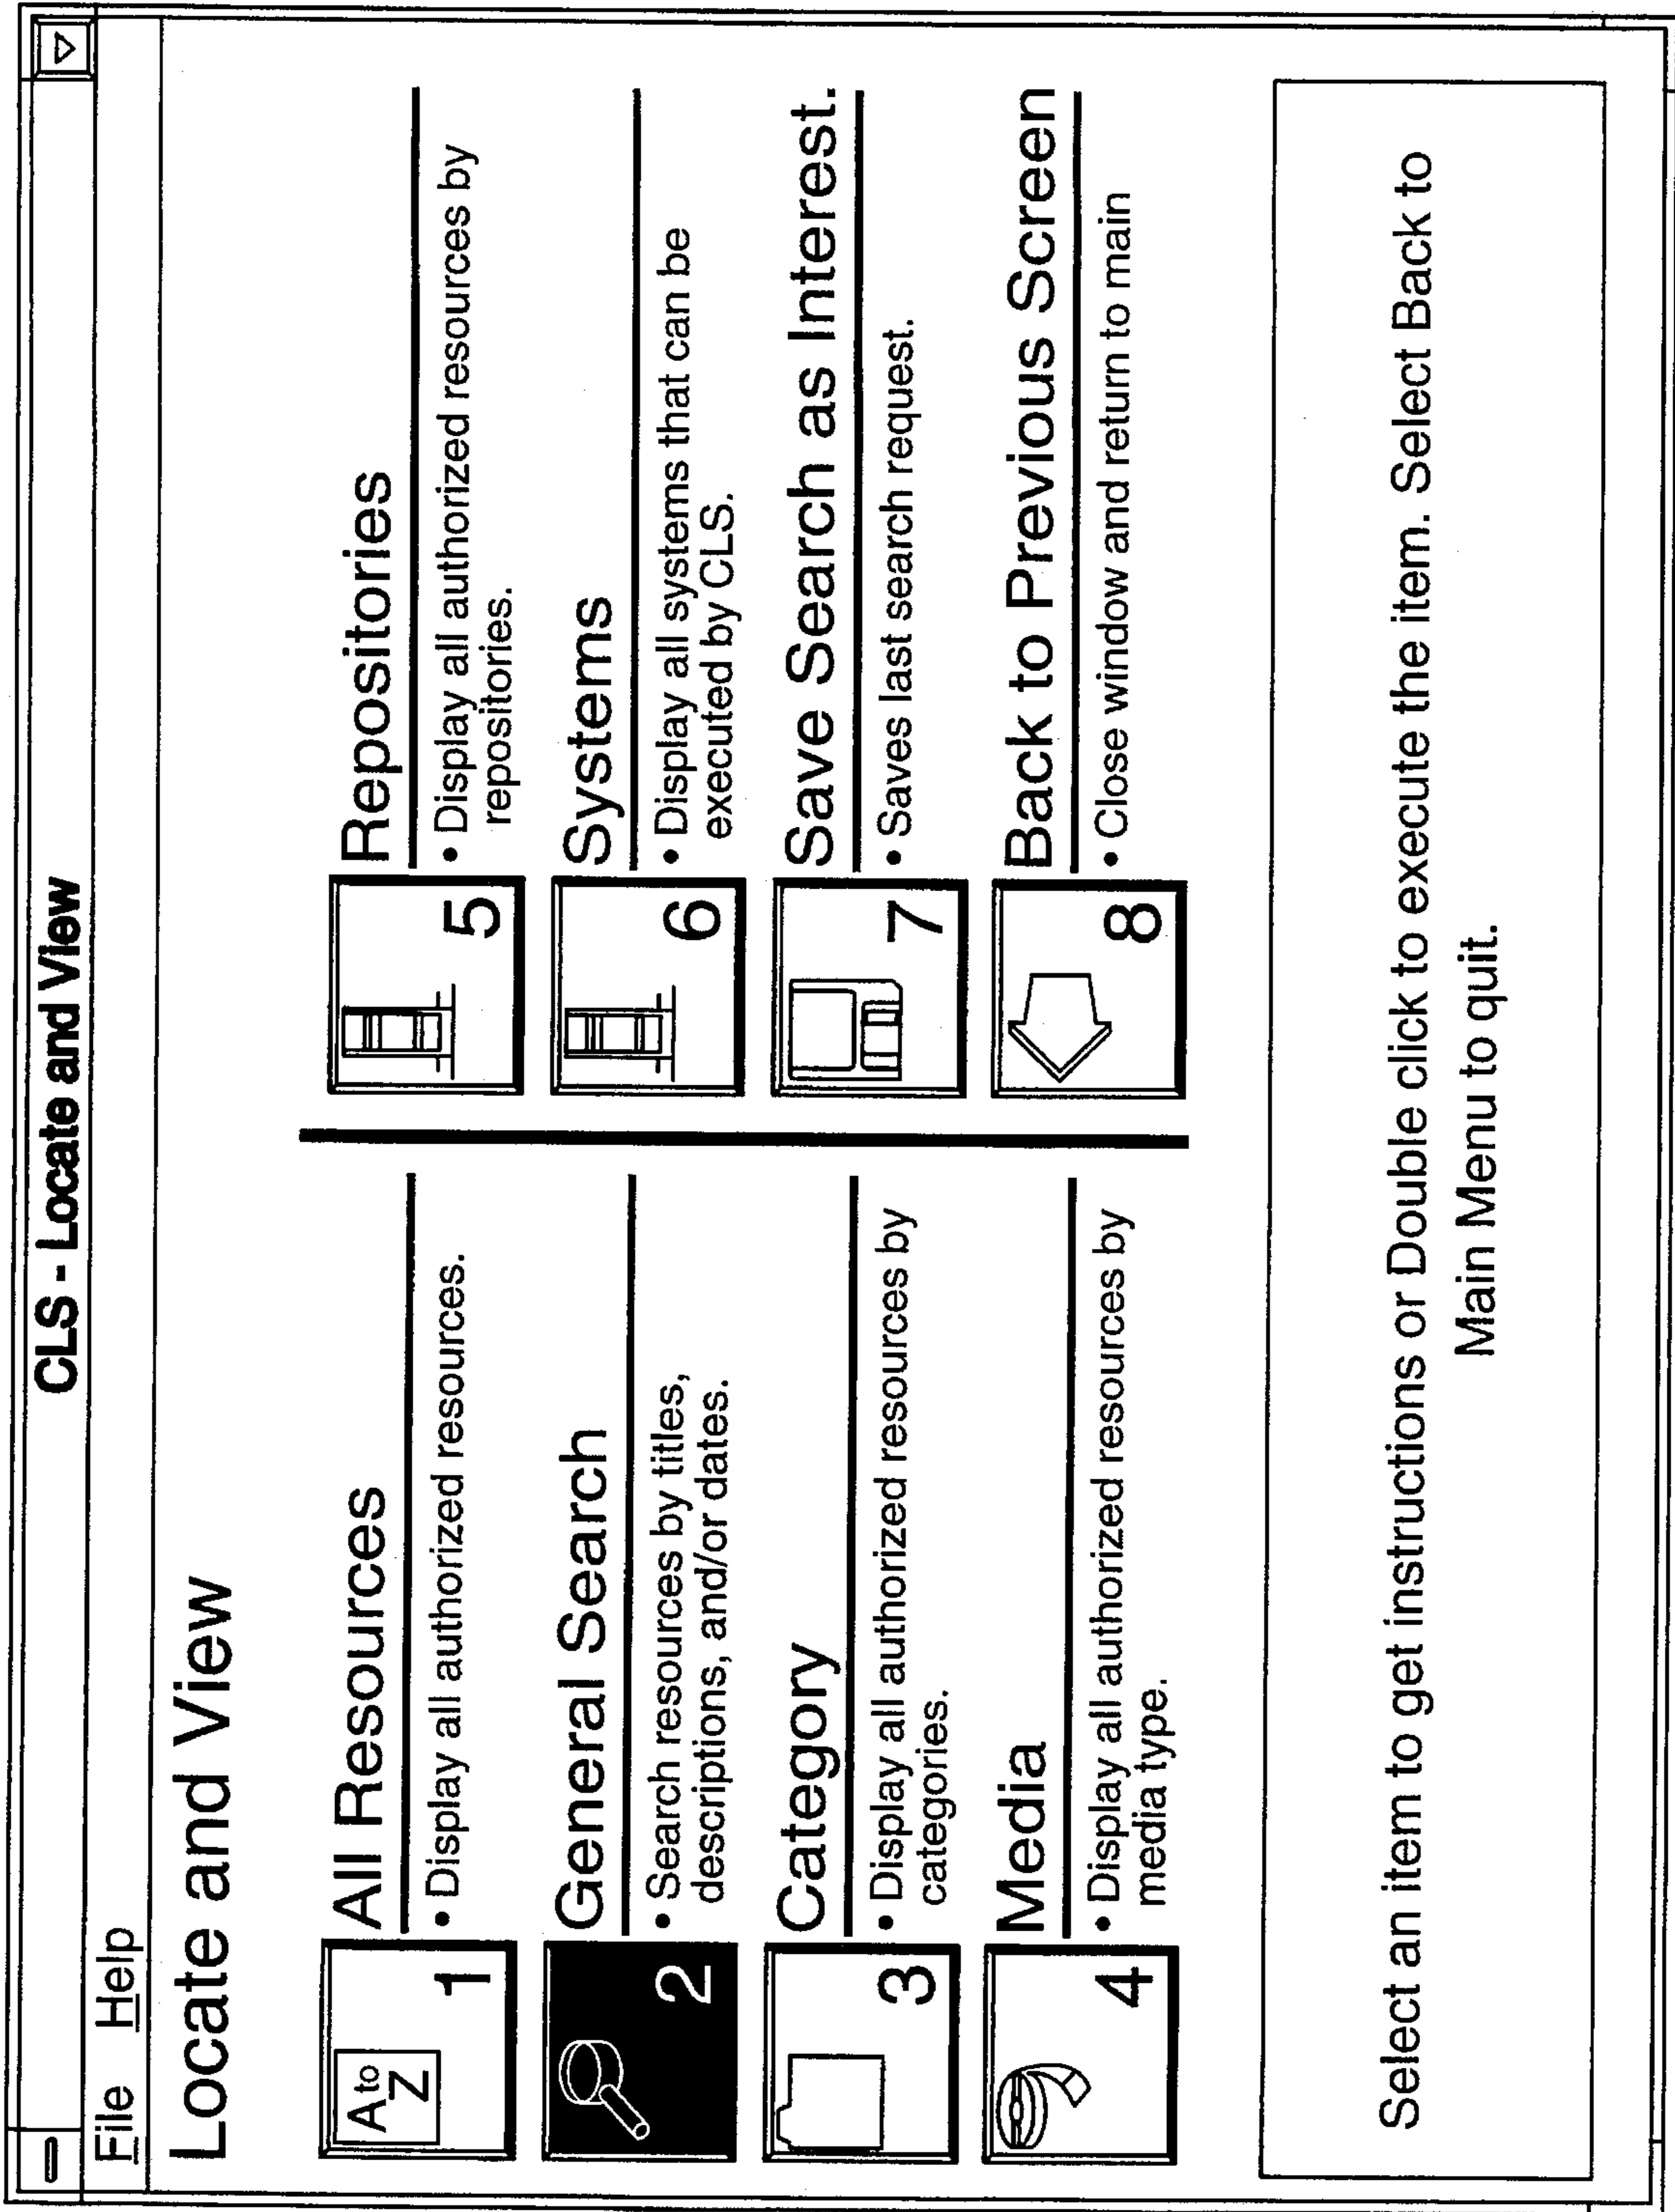 CLS - Locate and View
File Help
Locate and View
A to
Z
1
All Resources
• Display all authorized resources.
2
General Search
• Search resources by titles,
descriptions, and/or dates.
3
Category
• Display all authorized resources by
categories.
4
Media
• Display all authorized resources by
media type.
5
Repositories
• Display all authorized resources by
repositories.
6
Systems
• Display all systems that can be
executed by CLS.
7
Save Search as Interest.
• Saves last search request.
8
Back to Previous Screen
• Close window and return to main
Select an item to get instructions or Double click to execute the item. Select Back to
Main Menu to quit.